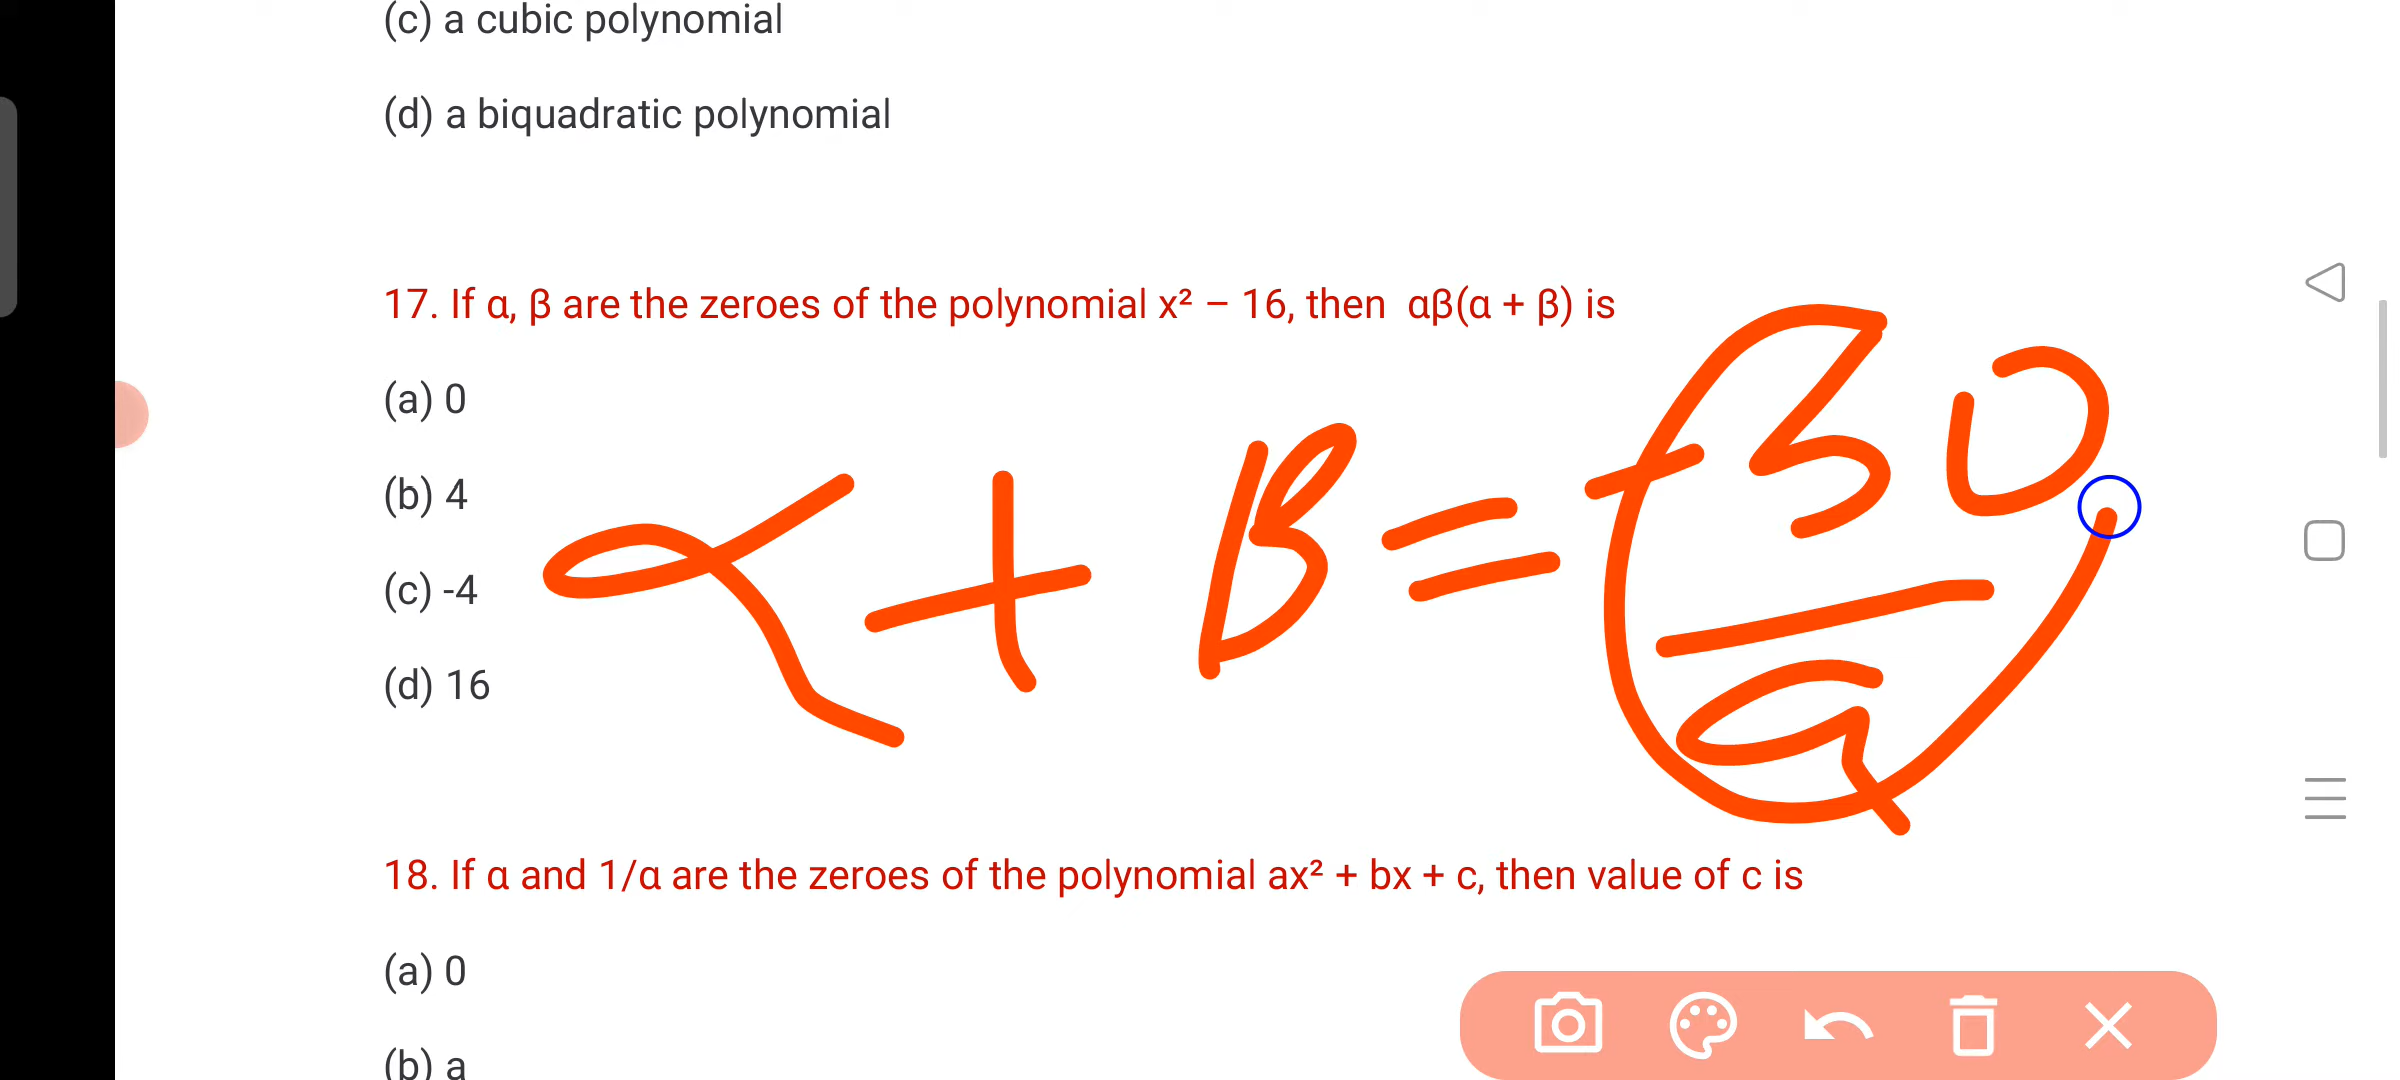 (c) a cubic polynomial
(d) a biquadratic polynomial
17. If α, β are the zeroes of the polynomial x² – 16, then αβ(α + β) is
(a) 0
(b) 4
(c) -4
(d) 16
α + β =
a
18. If α and 1/α are the zeroes of the polynomial ax² + bx + c, then value of c is
(a) 0
(b) a